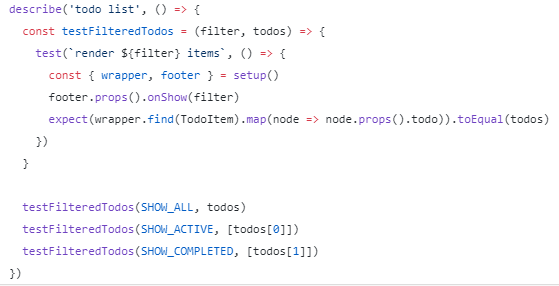 describe('todo list', () => {
  const testFilteredTodos = (filter, todos) => {
    test(`render ${filter} items`, () => {
      const { wrapper, footer } = setup()
      footer.props().onShow(filter)
      expect(wrapper.find(TodoItem).map(node => node.props().todo)).toEqual(todos)
    })
  }

  testFilteredTodos(SHOW_ALL, todos)
  testFilteredTodos(SHOW_ACTIVE, [todos[0]])
  testFilteredTodos(SHOW_COMPLETED, [todos[1]])
})